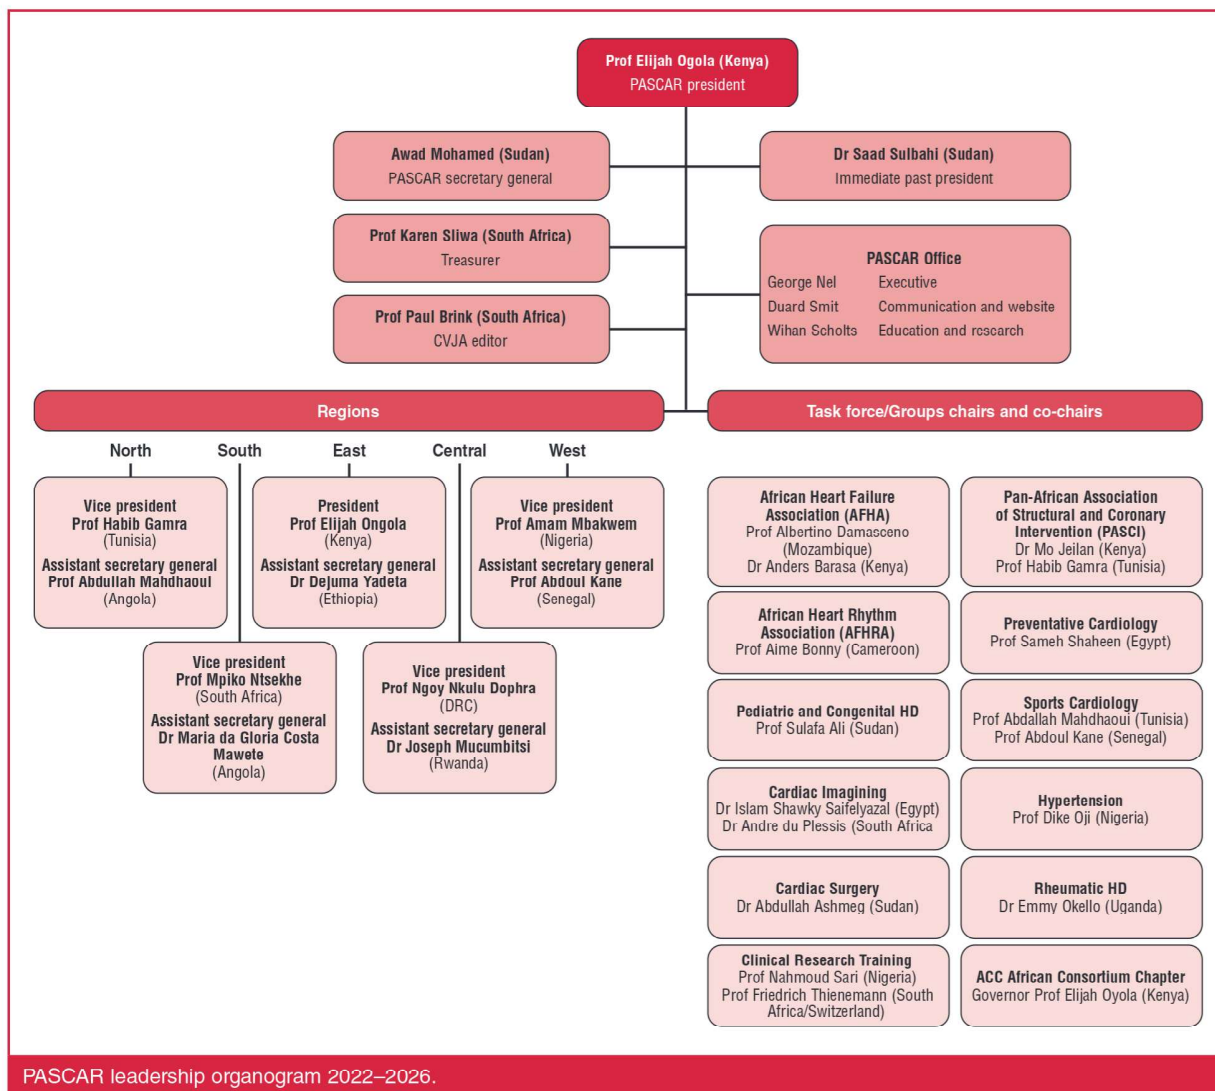 Prof Elijah Ogola (Kenya)
PASCAR president
Awad Mohamed (Sudan)
PASCAR secretary general
Dr Saad Sulbahi (Sudan)
Immediate past president
Prof Karen Sliwa (South Africa)
Treasurer
PASCAR Office
George Nel Executive
Duard Smit Communication and website
Wihan Scholts Education and research
Prof Paul Brink (South Africa)
CVJA editor
Regions
North South East Central West
Vice president
Prof Habib Gamra
(Tunisia)
Assistant secretary general
Prof Abdullah Mahdhaoul
(Angola)
President
Prof Elijah Ongola
(Kenya)
Assistant secretary general
Dr Dejuma Yadeta
(Ethiopia)
Vice president
Prof Amam Mbakwem
(Nigeria)
Assistant secretary general
Prof Abdoul Kane
(Senegal)
Vice president
Prof Mpiko Ntsekhe
(South Africa)
Assistant secretary general
Dr Maria da Gloria Costa
Mawete
(Angola)
Vice president
Prof Ngoy Nkulu Dophra
(DRC)
Assistant secretary general
Dr Joseph Mucumbitsi
(Rwanda)
Task force/Groups chairs and co-chairs
African Heart Failure
Association (AFHA)
Prof Albertino Damasceno
(Mozambique)
Dr Anders Barasa (Kenya)
Pan-African Association
of Structural and Coronary
Intervention (PASCI)
Dr Mo Jeilan (Kenya)
Prof Habib Gamra (Tunisia)
African Heart Rhythm
Association (AFHRA)
Prof Aime Bonny (Cameroon)
Preventative Cardiology
Prof Sameh Shaheen (Egypt)
Pediatric and Congenital HD
Prof Sulafa Ali (Sudan)
Sports Cardiology
Prof Abdallah Mahdhaoui (Tunisia)
Prof Abdoul Kane (Senegal)
Cardiac Imagining
Dr Islam Shawky Saifelyazal (Egypt)
Dr Andre du Plessis (South Africa
Hypertension
Prof Dike Oji (Nigeria)
Cardiac Surgery
Dr Abdullah Ashmeg (Sudan)
Rheumatic HD
Dr Emmy Okello (Uganda)
Clinical Research Training
Prof Nahmoud Sari (Nigeria)
Prof Friedrich Thienemann (South
Africa/Switzerland)
ACC African Consortium Chapter
Governor Prof Elijah Oyola (Kenya)
PASCAR leadership organogram 2022–2026.